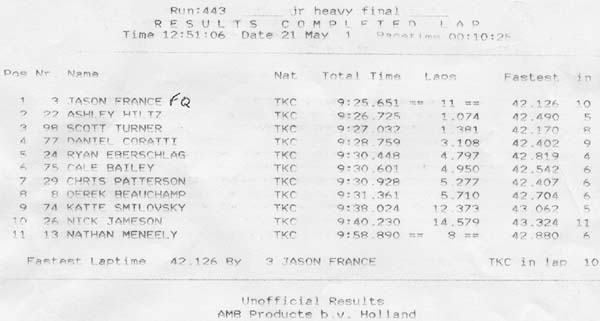 Run:443 jr heavy final
RESULTS COMPLETED LAP
Time 12:51:06 Date 21 May 1 Racetime 00:10:25
Pos Nr. Name Nat Total Time Laps Fastest in
1 3 JASON FRANCE FQ TKC 9:25.651 == 11 == 42.126 10
2 22 ASHLEY HILTZ TKC 9:26.725 1.074 42.490 5
3 98 SCOTT TURNER TKC 9:27.032 1.381 42.170 8
4 77 DANIEL CORATTI TKC 9:28.759 3.108 42.402 9
5 24 RYAN EBERSCHLAG TKC 9:30.448 4.797 42.819 4
6 75 CALE BAILEY TKC 9:30.601 4.950 42.542 6
7 29 CHRIS PATTERSON TKC 9:30.928 5.277 42.407 6
8 8 DEREK BEAUCHAMP TKC 9:31.361 5.710 42.704 6
9 74 KATIE SMILOVSKY TKC 9:38.024 12.373 43.062 5
10 26 NICK JAMESON TKC 9:40.230 14.579 43.324 11
11 13 NATHAN MENEELY TKC 9:58.890 == 8 == 42.880 6
Fastest Laptime 42.126 By 3 JASON FRANCE TKC in lap 10
Unofficial Results
AMB Products b.v. Holland